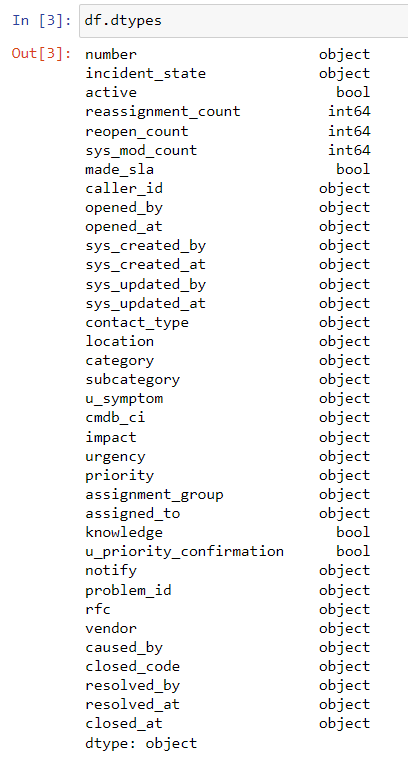 In [3]: df.dtypes
Out[3]: number object
incident_state object
active bool
reassignment_count int64
reopen_count int64
sys_mod_count int64
made_sla bool
caller_id object
opened_by object
opened_at object
sys_created_by object
sys_created_at object
sys_updated_by object
sys_updated_at object
contact_type object
location object
category object
subcategory object
u_symptom object
cmdb_ci object
impact object
urgency object
priority object
assignment_group object
assigned_to object
knowledge bool
u_priority_confirmation bool
notify object
problem_id object
rfc object
vendor object
caused_by object
closed_code object
resolved_by object
resolved_at object
closed_at object
dtype: object